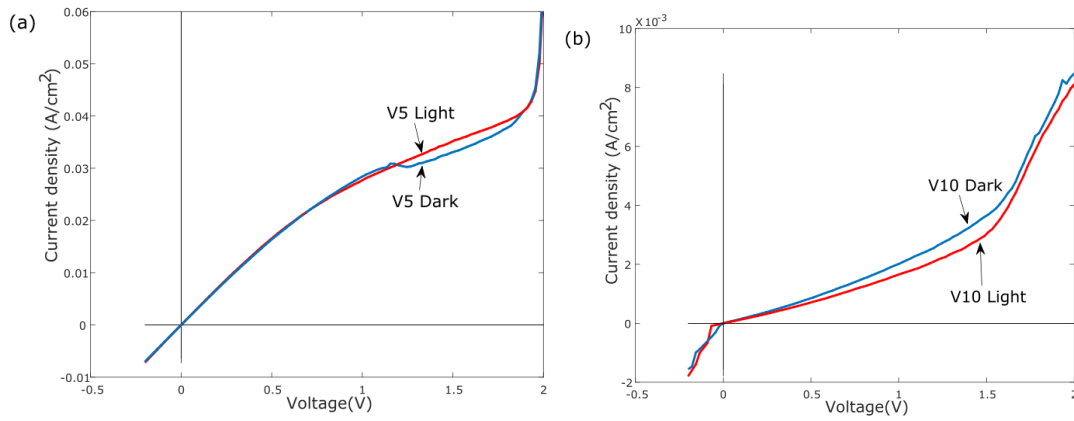 (a)
Current density (A/cm²)
0.06
0.05
0.04
0.03
0.02
0.01
0
-0.01
-0.5
0
0.5
1
1.5
2
Voltage(V)
V5 Light
V5 Dark
(b)
×10⁻³
Current density (A/cm²)
10
8
6
4
2
0
-2
-0.5
0
0.5
1
1.5
2
Voltage(V)
V10 Dark
V10 Light